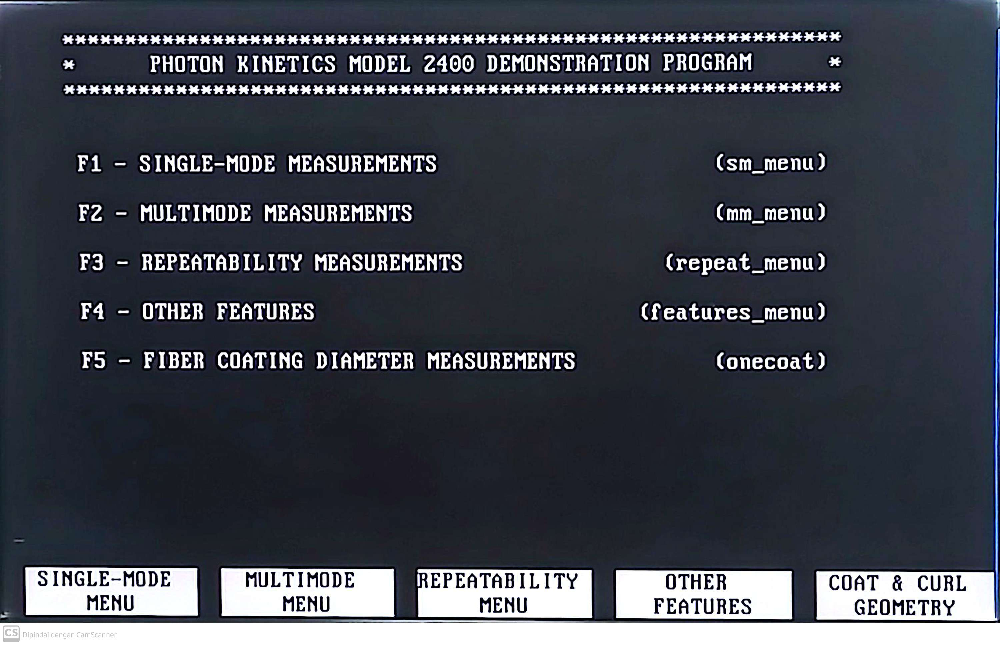 **************************************************************
* PHOTON KINETICS MODEL 2400 DEMONSTRATION PROGRAM *
**************************************************************
F1 - SINGLE-MODE MEASUREMENTS (sm_menu)
F2 - MULTIMODE MEASUREMENTS (mm_menu)
F3 - REPEATABILITY MEASUREMENTS (repeat_menu)
F4 - OTHER FEATURES (features_menu)
F5 - FIBER COATING DIAMETER MEASUREMENTS (onecoat)
_
SINGLE-MODE MENU
MULTIMODE MENU
REPEATABILITY MENU
OTHER FEATURES
COAT & CURL GEOMETRY
CS Dipindai dengan CamScanner